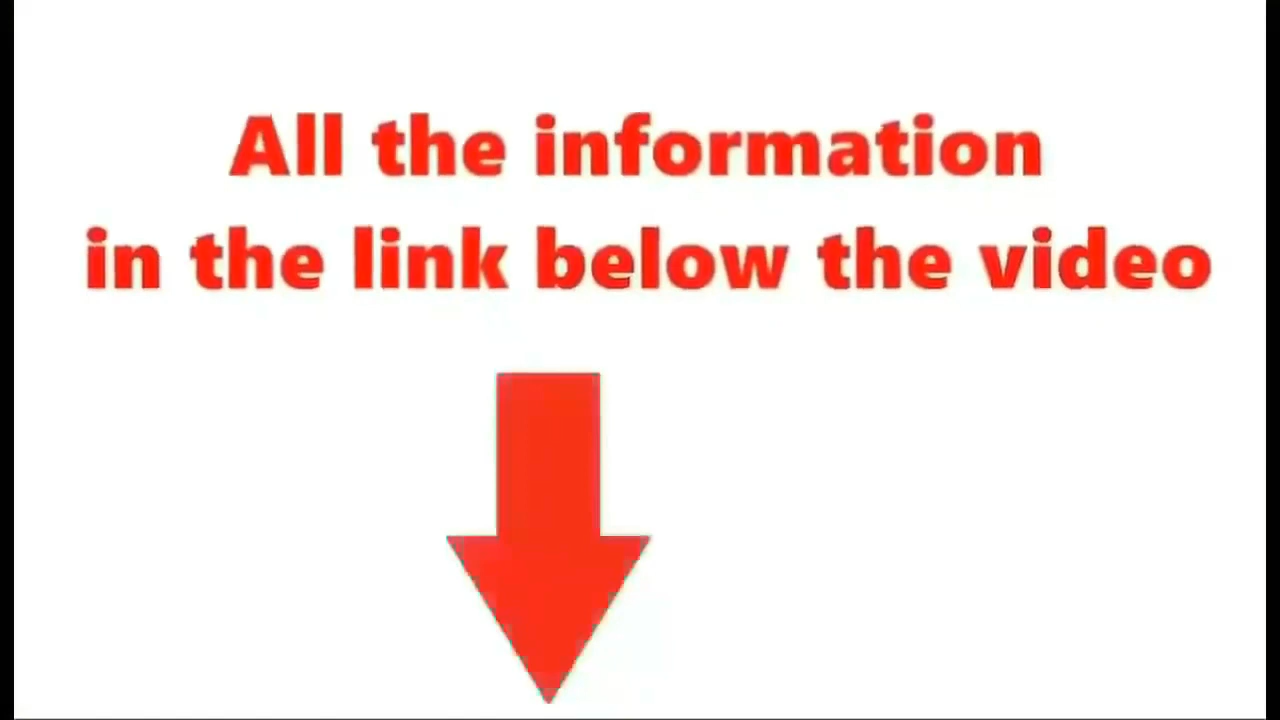 All the information
in the link below the video